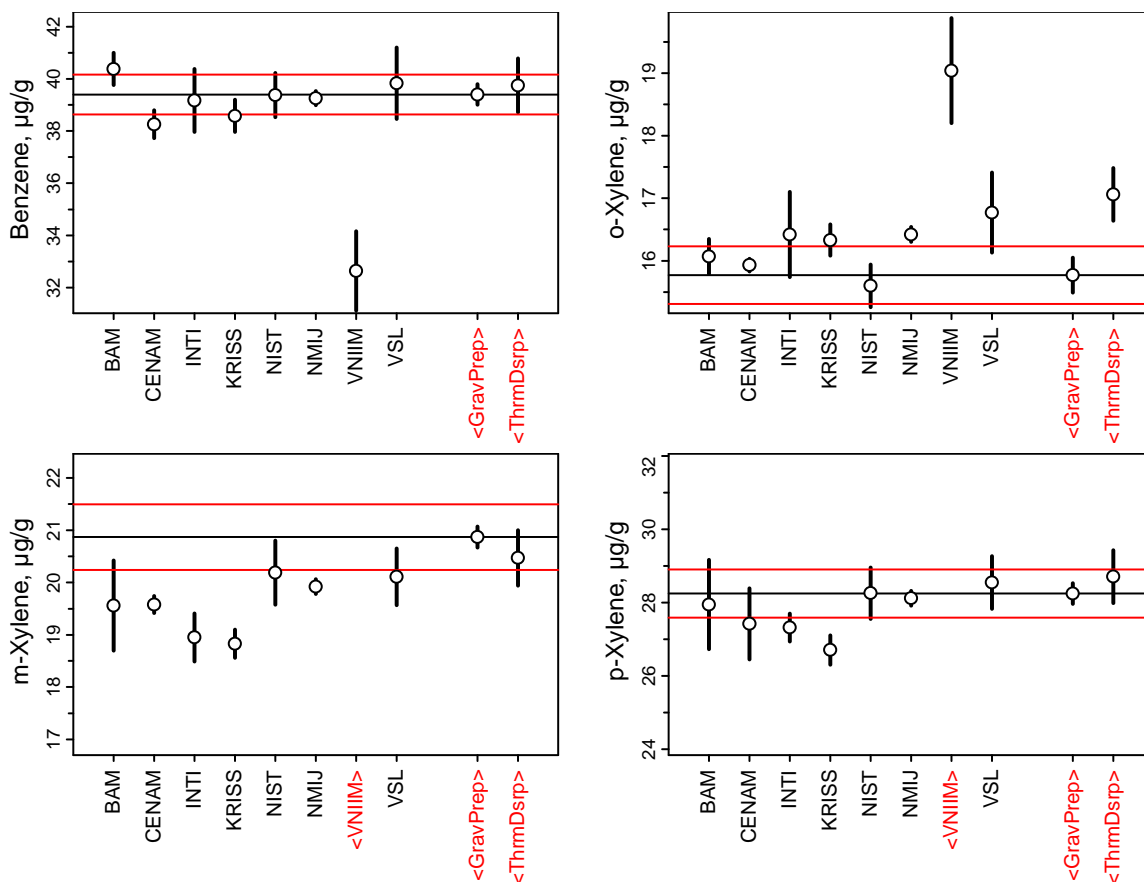 Benzene, µg/g
42
40
38
36
34
32
BAM
CENAM
INTI
KRISS
NIST
NMIJ
VNIIM
VSL
<GravPrep>
<ThrmDsrp>
o-Xylene, µg/g
19
18
17
16
BAM
CENAM
INTI
KRISS
NIST
NMIJ
VNIIM
VSL
<GravPrep>
<ThrmDsrp>
m-Xylene, µg/g
22
21
20
19
18
17
BAM
CENAM
INTI
KRISS
NIST
NMIJ
<VNIIM>
VSL
<GravPrep>
<ThrmDsrp>
p-Xylene, µg/g
32
30
28
26
24
BAM
CENAM
INTI
KRISS
NIST
NMIJ
<VNIIM>
VSL
<GravPrep>
<ThrmDsrp>